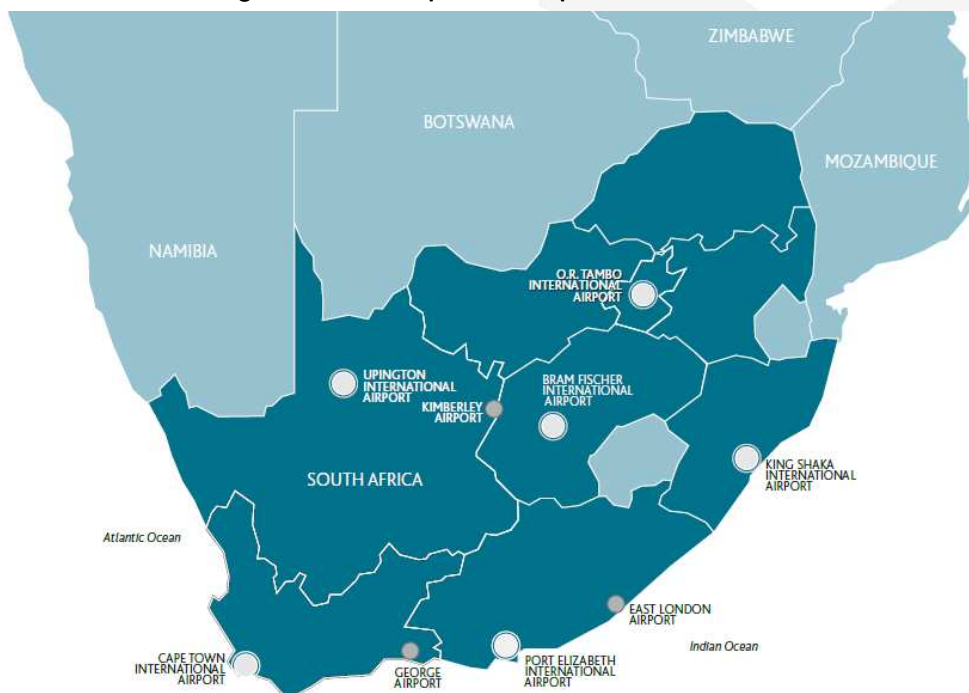 ZIMBABWE
BOTSWANA
MOZAMBIQUE
NAMIBIA
O.R. TAMBO
INTERNATIONAL
AIRPORT
UPINGTON
INTERNATIONAL
AIRPORT
BRAM FISCHER
INTERNATIONAL
AIRPORT
KIMBERLEY
AIRPORT
KING SHAKA
INTERNATIONAL
AIRPORT
SOUTH AFRICA
Atlantic Ocean
EAST LONDON
AIRPORT
Indian Ocean
CAPE TOWN
INTERNATIONAL
AIRPORT
GEORGE
AIRPORT
PORT ELIZABETH
INTERNATIONAL
AIRPORT